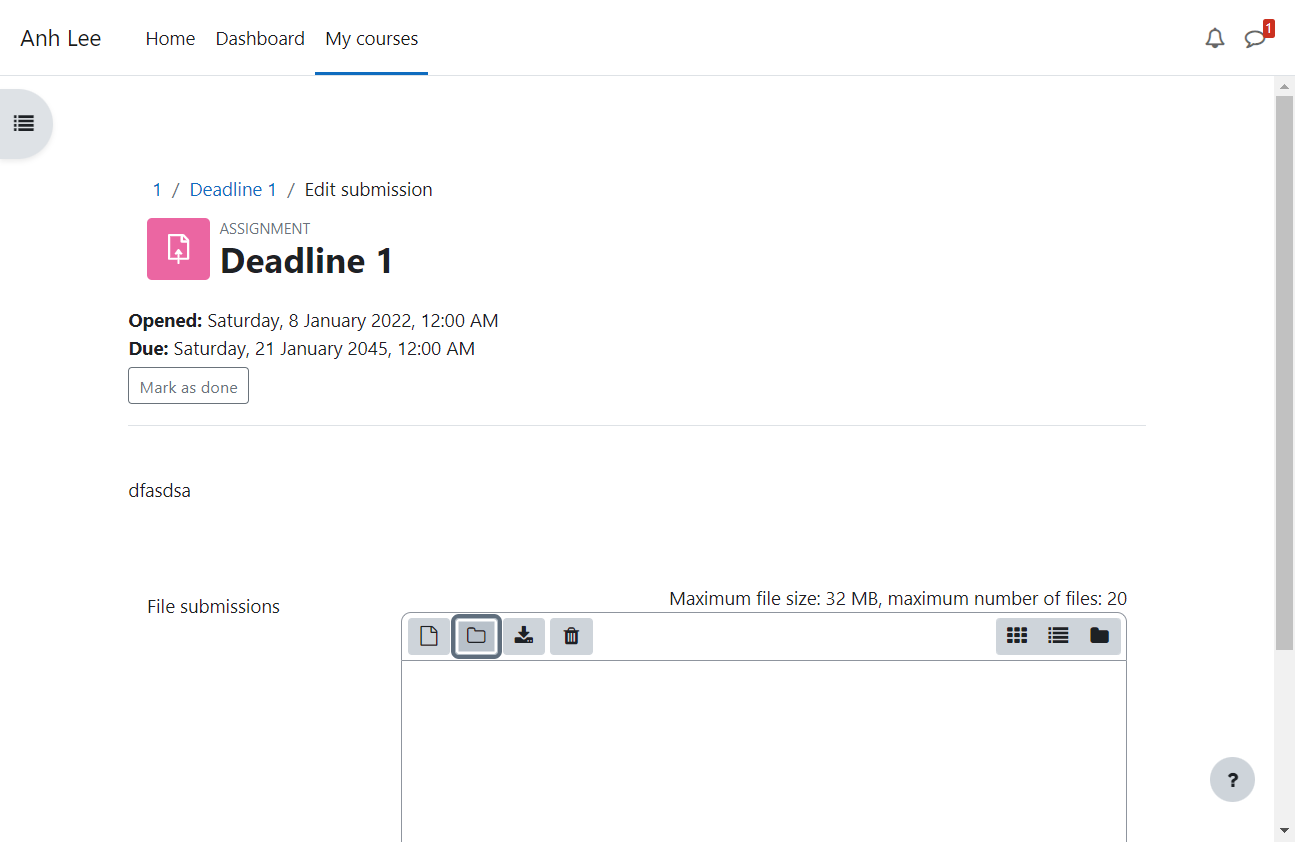 Anh Lee Home Dashboard My courses 1
1 / Deadline 1 / Edit submission
ASSIGNMENT
Deadline 1
Opened: Saturday, 8 January 2022, 12:00 AM
Due: Saturday, 21 January 2045, 12:00 AM
Mark as done
dfasdsa
Maximum file size: 32 MB, maximum number of files: 20
File submissions
?